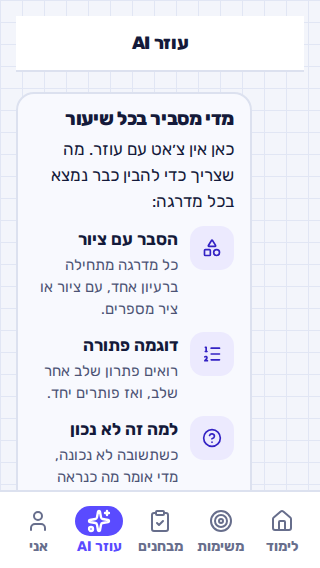 עוזר AI
מדי מסביר בכל שיעור
כאן אין צ׳אט עם עוזר. מה
שצריך כדי להבין כבר נמצא
בכל מדרגה:
הסבר עם ציור
כל מדרגה מתחילה
ברעיון אחד, עם ציור או
ציר מספרים.
דוגמה פתורה
רואים פתרון שלב אחר
שלב, ואז פותרים יחד.
למה זה לא נכון
כשתשובה לא נכונה,
מדי אומר מה כנראה
לימוד
משימות
מבחנים
עוזר AI
אני